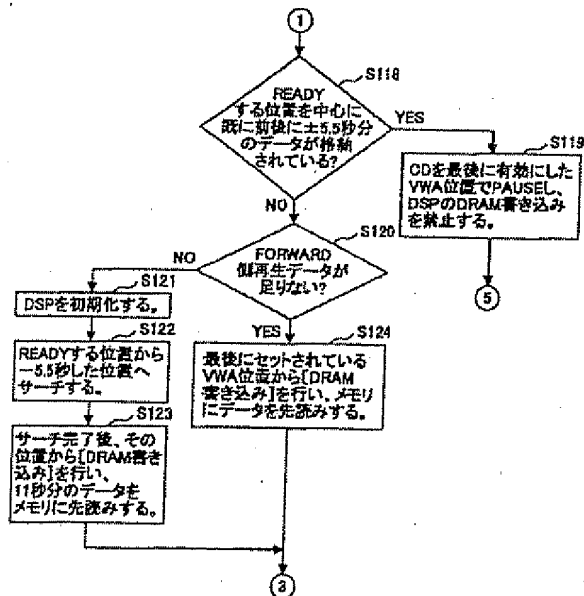 1
S118
READY
する位置を中心に
既に前後に±5.5秒分
のデータが格納
されている?
YES
S119
CDを最後に有効にした
VWA位置でPAUSEし、
DSPのDRAM書き込み
を禁止する。
5
NO
S120
FORWARD
側再生データが
足りない?
NO
S121
DSPを初期化する。
S122
READYする位置から
−5.5秒した位置へ
サーチする。
S123
サーチ完了後、その
位置から[DRAM書き
込み]を行い、
11秒分のデータを
メモリに先読みする。
YES
S124
最後にセットされている
VWA位置から[DRAM
書き込み]を行い、メモリ
にデータを先読みする。
3